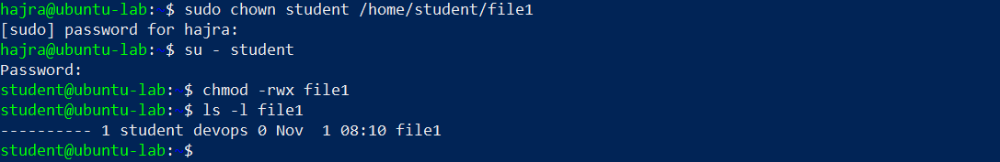 hajra@ubuntu-lab:~$ sudo chown student /home/student/file1
[sudo] password for hajra:
hajra@ubuntu-lab:~$ su - student
Password:
student@ubuntu-lab:~$ chmod -rwx file1
student@ubuntu-lab:~$ ls -l file1
---------- 1 student devops 0 Nov  1 08:10 file1
student@ubuntu-lab:~$